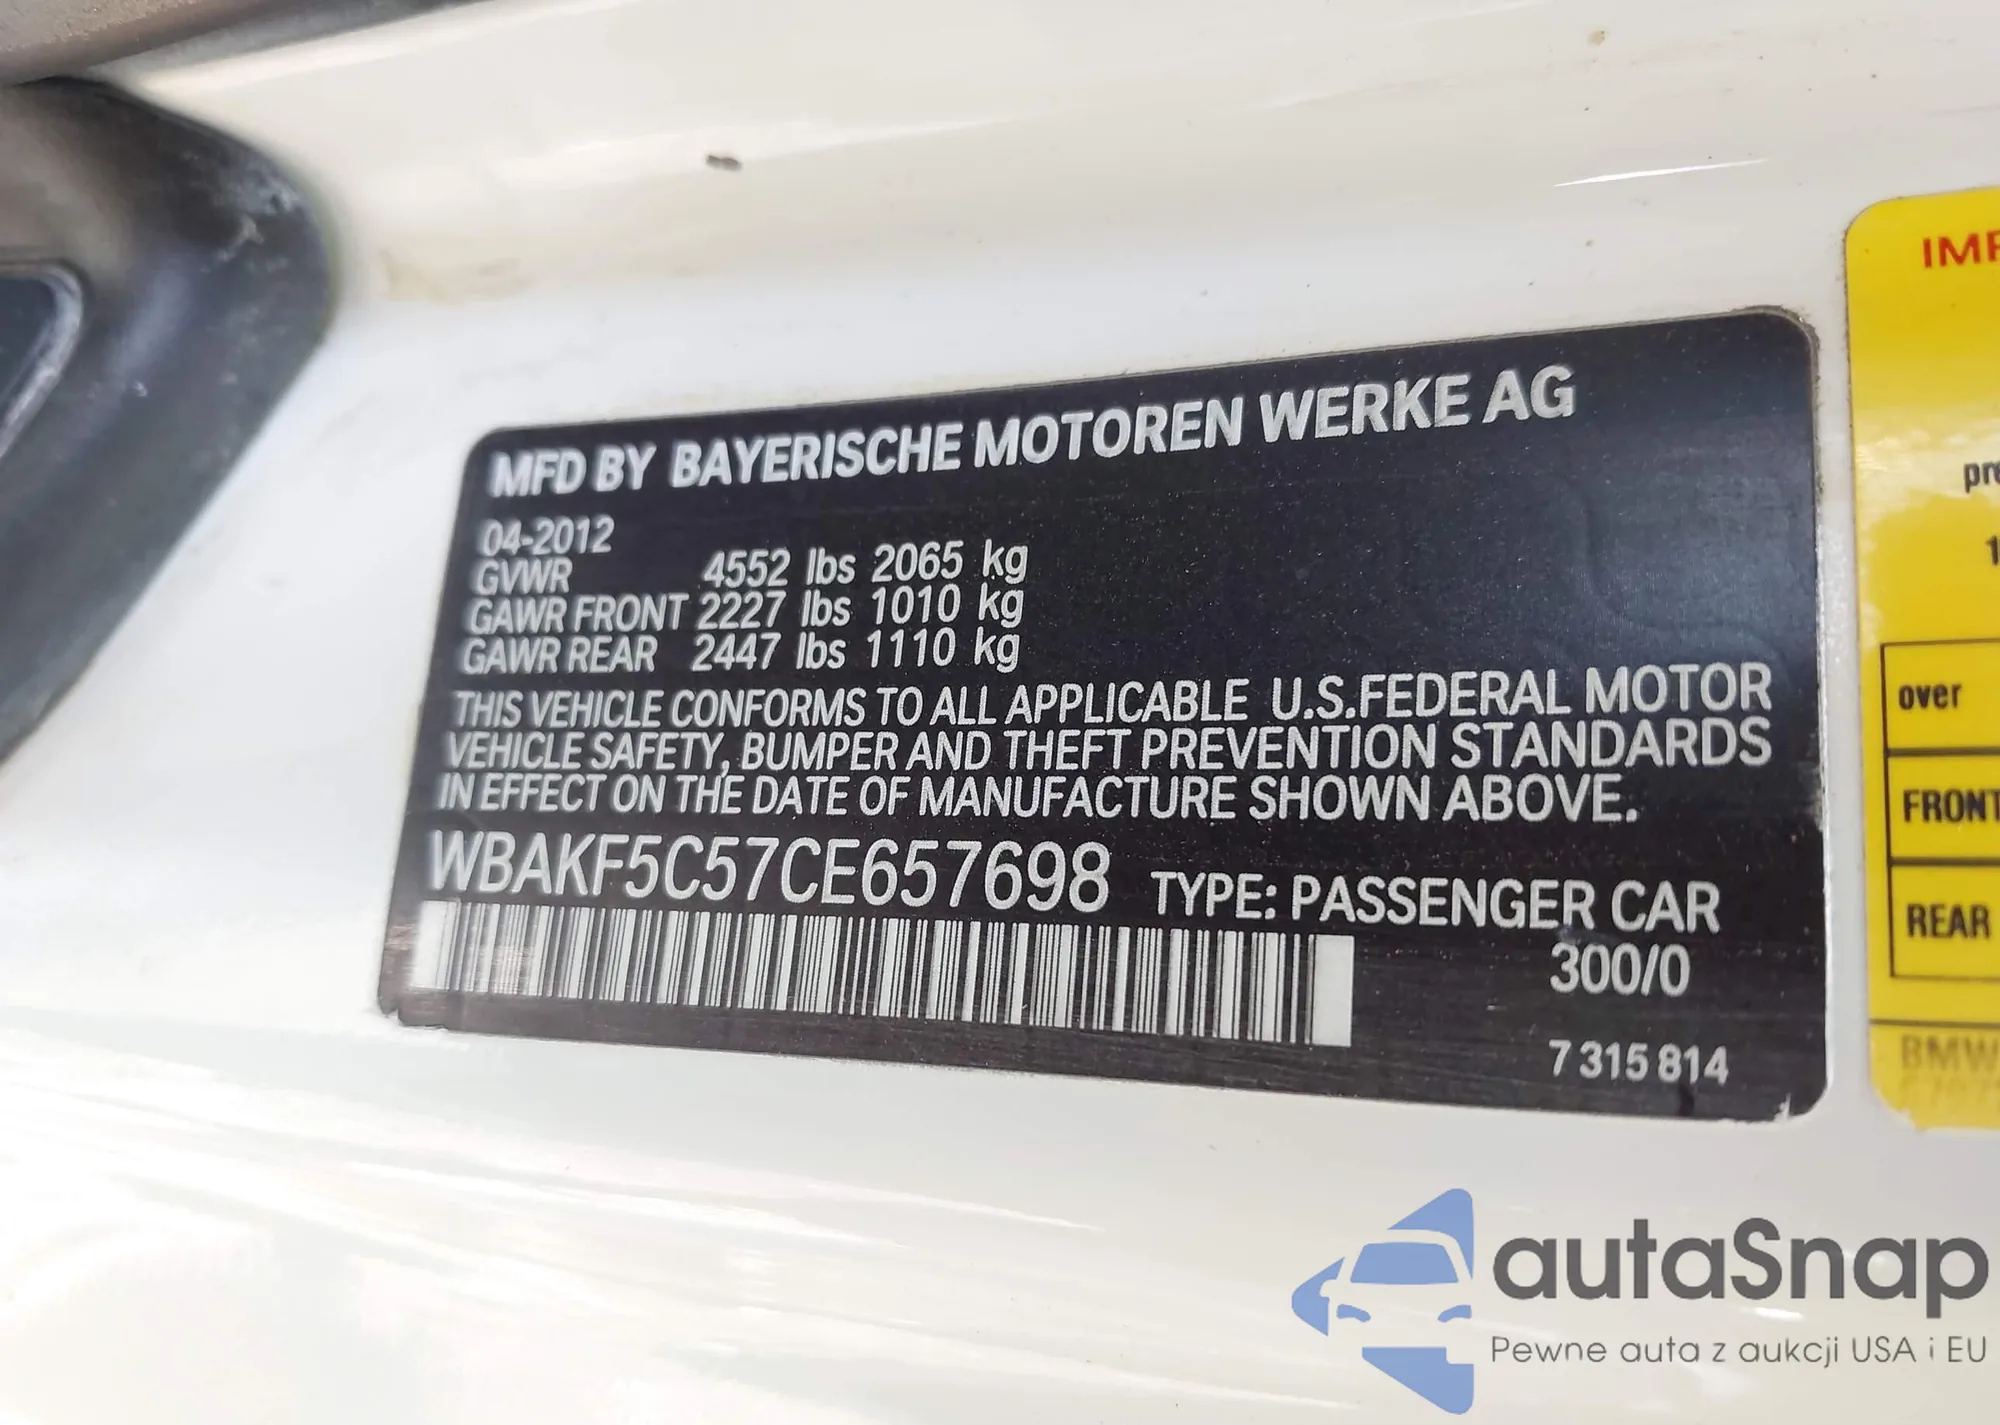 MFD BY BAYERISCHE MOTOREN WERKE AG
04-2012
GVWR 4552 lbs 2065 kg
GAWR FRONT 2227 lbs 1010 kg
GAWR REAR 2447 lbs 1110 kg
THIS VEHICLE CONFORMS TO ALL APPLICABLE U.S.FEDERAL MOTOR
VEHICLE SAFETY, BUMPER AND THEFT PREVENTION STANDARDS
IN EFFECT ON THE DATE OF MANUFACTURE SHOWN ABOVE.
WBAKF5C57CE657698 TYPE: PASSENGER CAR
300/0
7 315 814
over
FRONT
REAR
BMW
autaSnap
Pewne auta z aukcji USA i EU